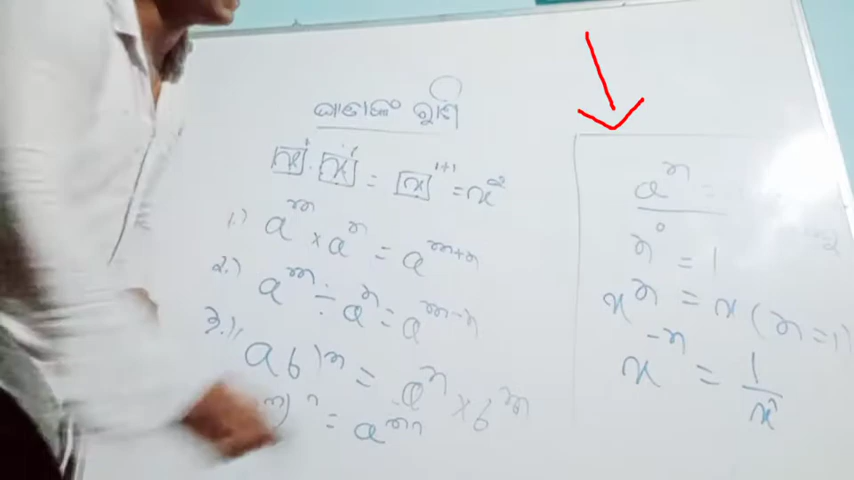 ଘାତାଙ୍କ ରାଶି
x¹ · x¹ = x¹⁺¹ = x²
1.) aᵐ × aⁿ = aᵐ⁺ⁿ
2.) aᵐ ÷ aⁿ = aᵐ⁻ⁿ
3.) ab)ᵐ = aᵐ × bᵐ
)ⁿ = aᵐⁿ
aⁿ =
x⁰ = 1
xⁿ = x (n = 1)
x⁻ⁿ = 1/xⁿ